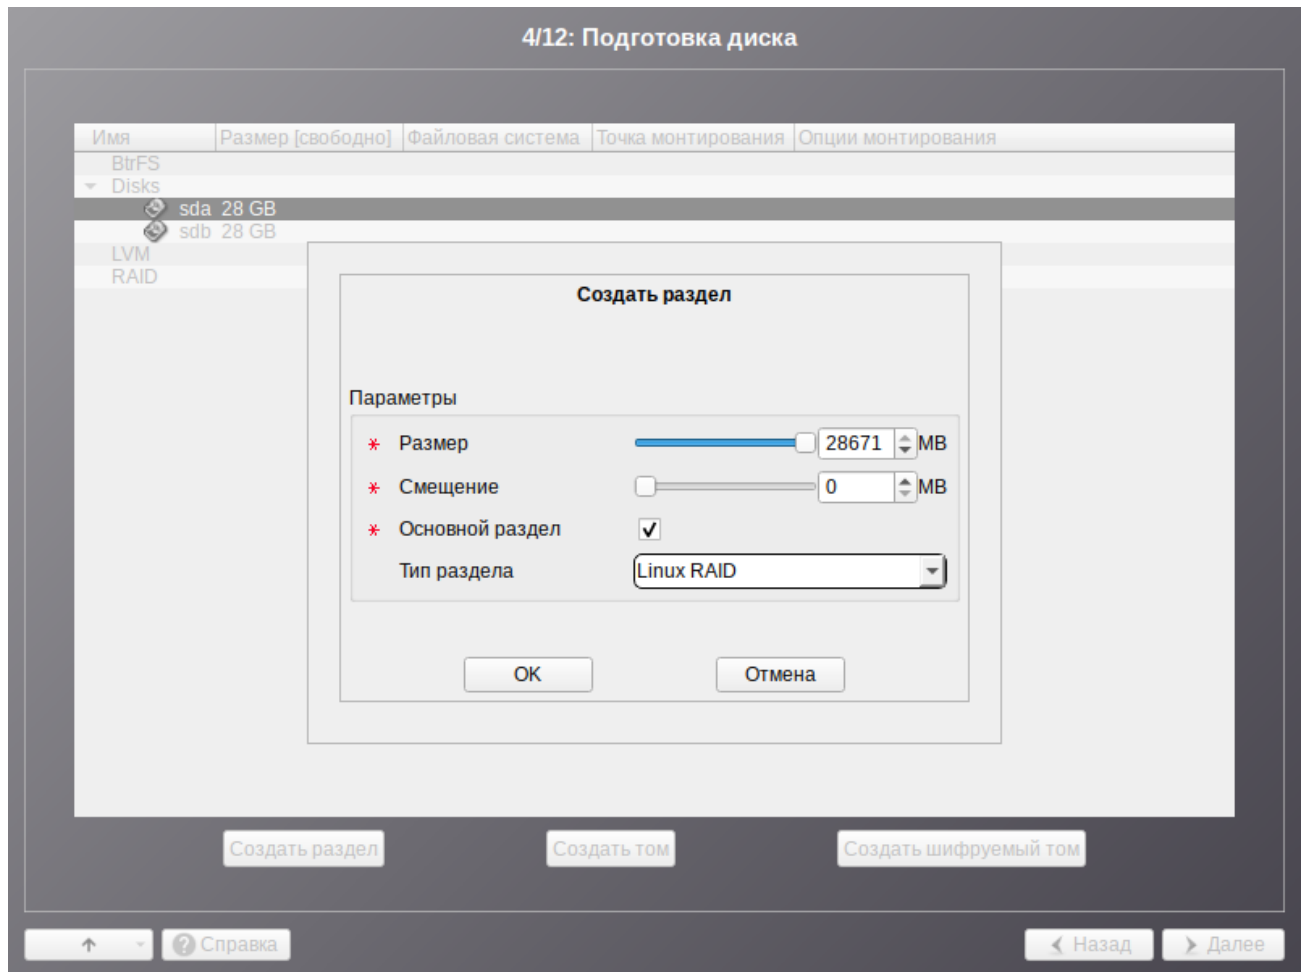 4/12: Подготовка диска
Имя Размер [свободно] Файловая система Точка монтирования Опции монтирования
BtrFS
Disks
sda 28 GB
sdb 28 GB
LVM
RAID
Создать раздел
Параметры
Размер 28671 MB
Смещение 0 MB
Основной раздел
Тип раздела Linux RAID
OK Отмена
Создать раздел Создать том Создать шифруемый том
Справка Назад Далее